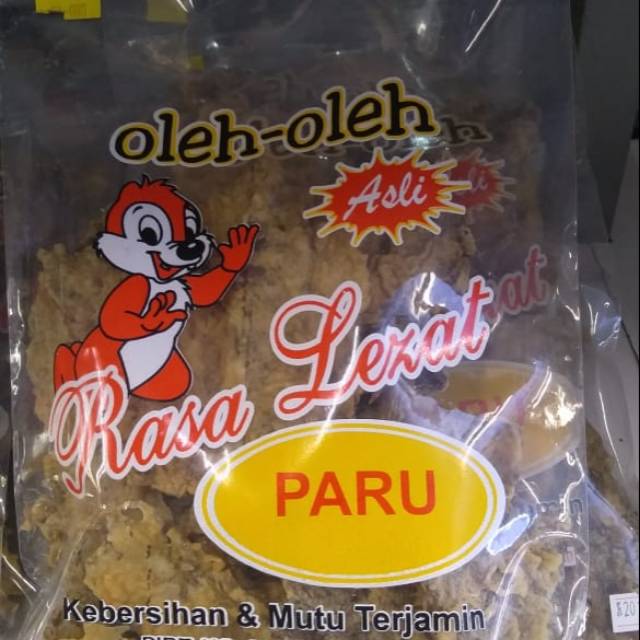 oleh-oleh
Asli
Rasa Lezat
PARU
Kebersihan & Mutu Terjamin